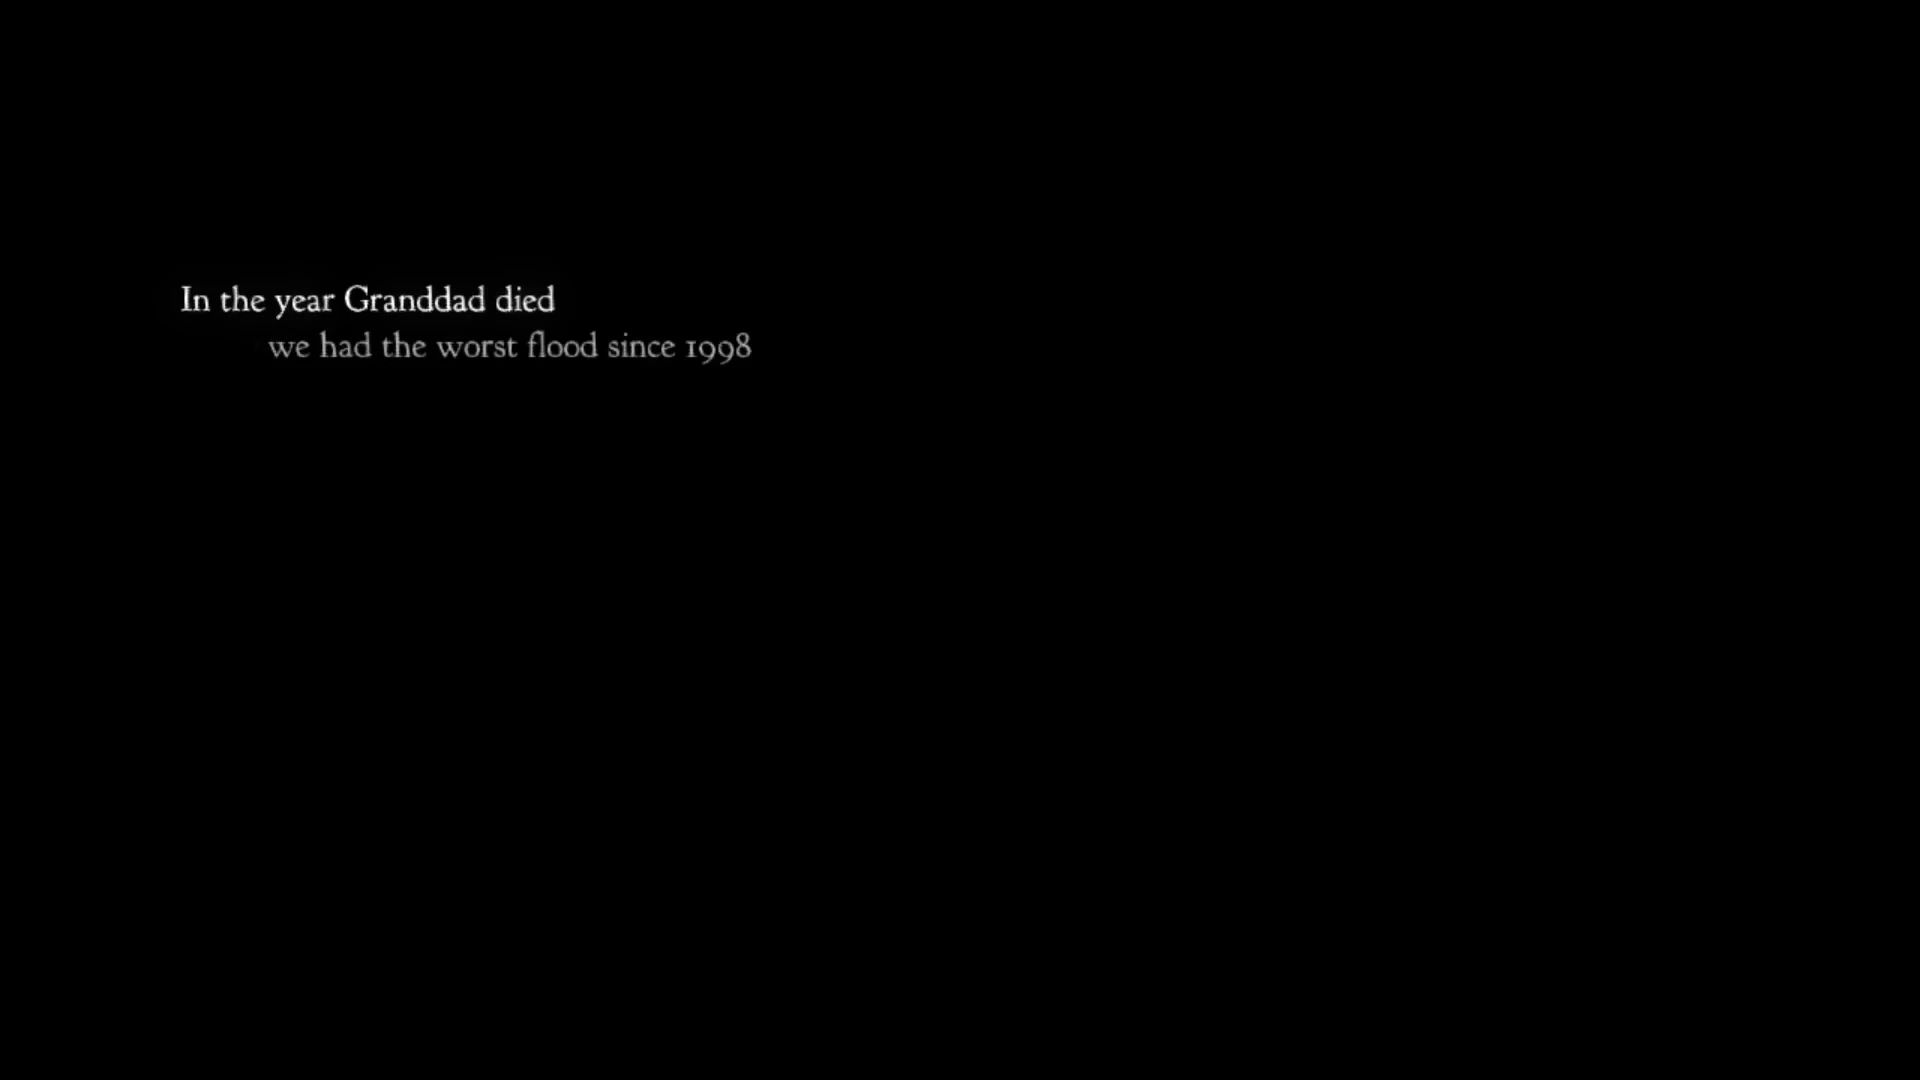 In the year Granddad died
we had the worst flood since 1998